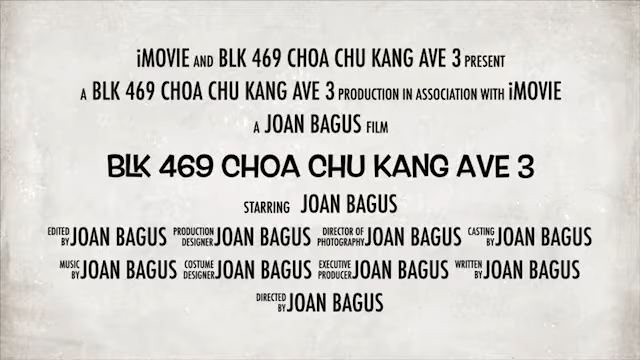 iMOVIE AND BLK 469 CHOA CHU KANG AVE 3 PRESENT
A BLK 469 CHOA CHU KANG AVE 3 PRODUCTION IN ASSOCIATION WITH iMOVIE
A JOAN BAGUS FILM
BLK 469 CHOA CHU KANG AVE 3
STARRING JOAN BAGUS
EDITED BY JOAN BAGUS PRODUCTION DESIGNER JOAN BAGUS DIRECTOR OF PHOTOGRAPHY JOAN BAGUS CASTING BY JOAN BAGUS
MUSIC BY JOAN BAGUS COSTUME DESIGNER JOAN BAGUS EXECUTIVE PRODUCER JOAN BAGUS WRITTEN BY JOAN BAGUS
DIRECTED BY JOAN BAGUS